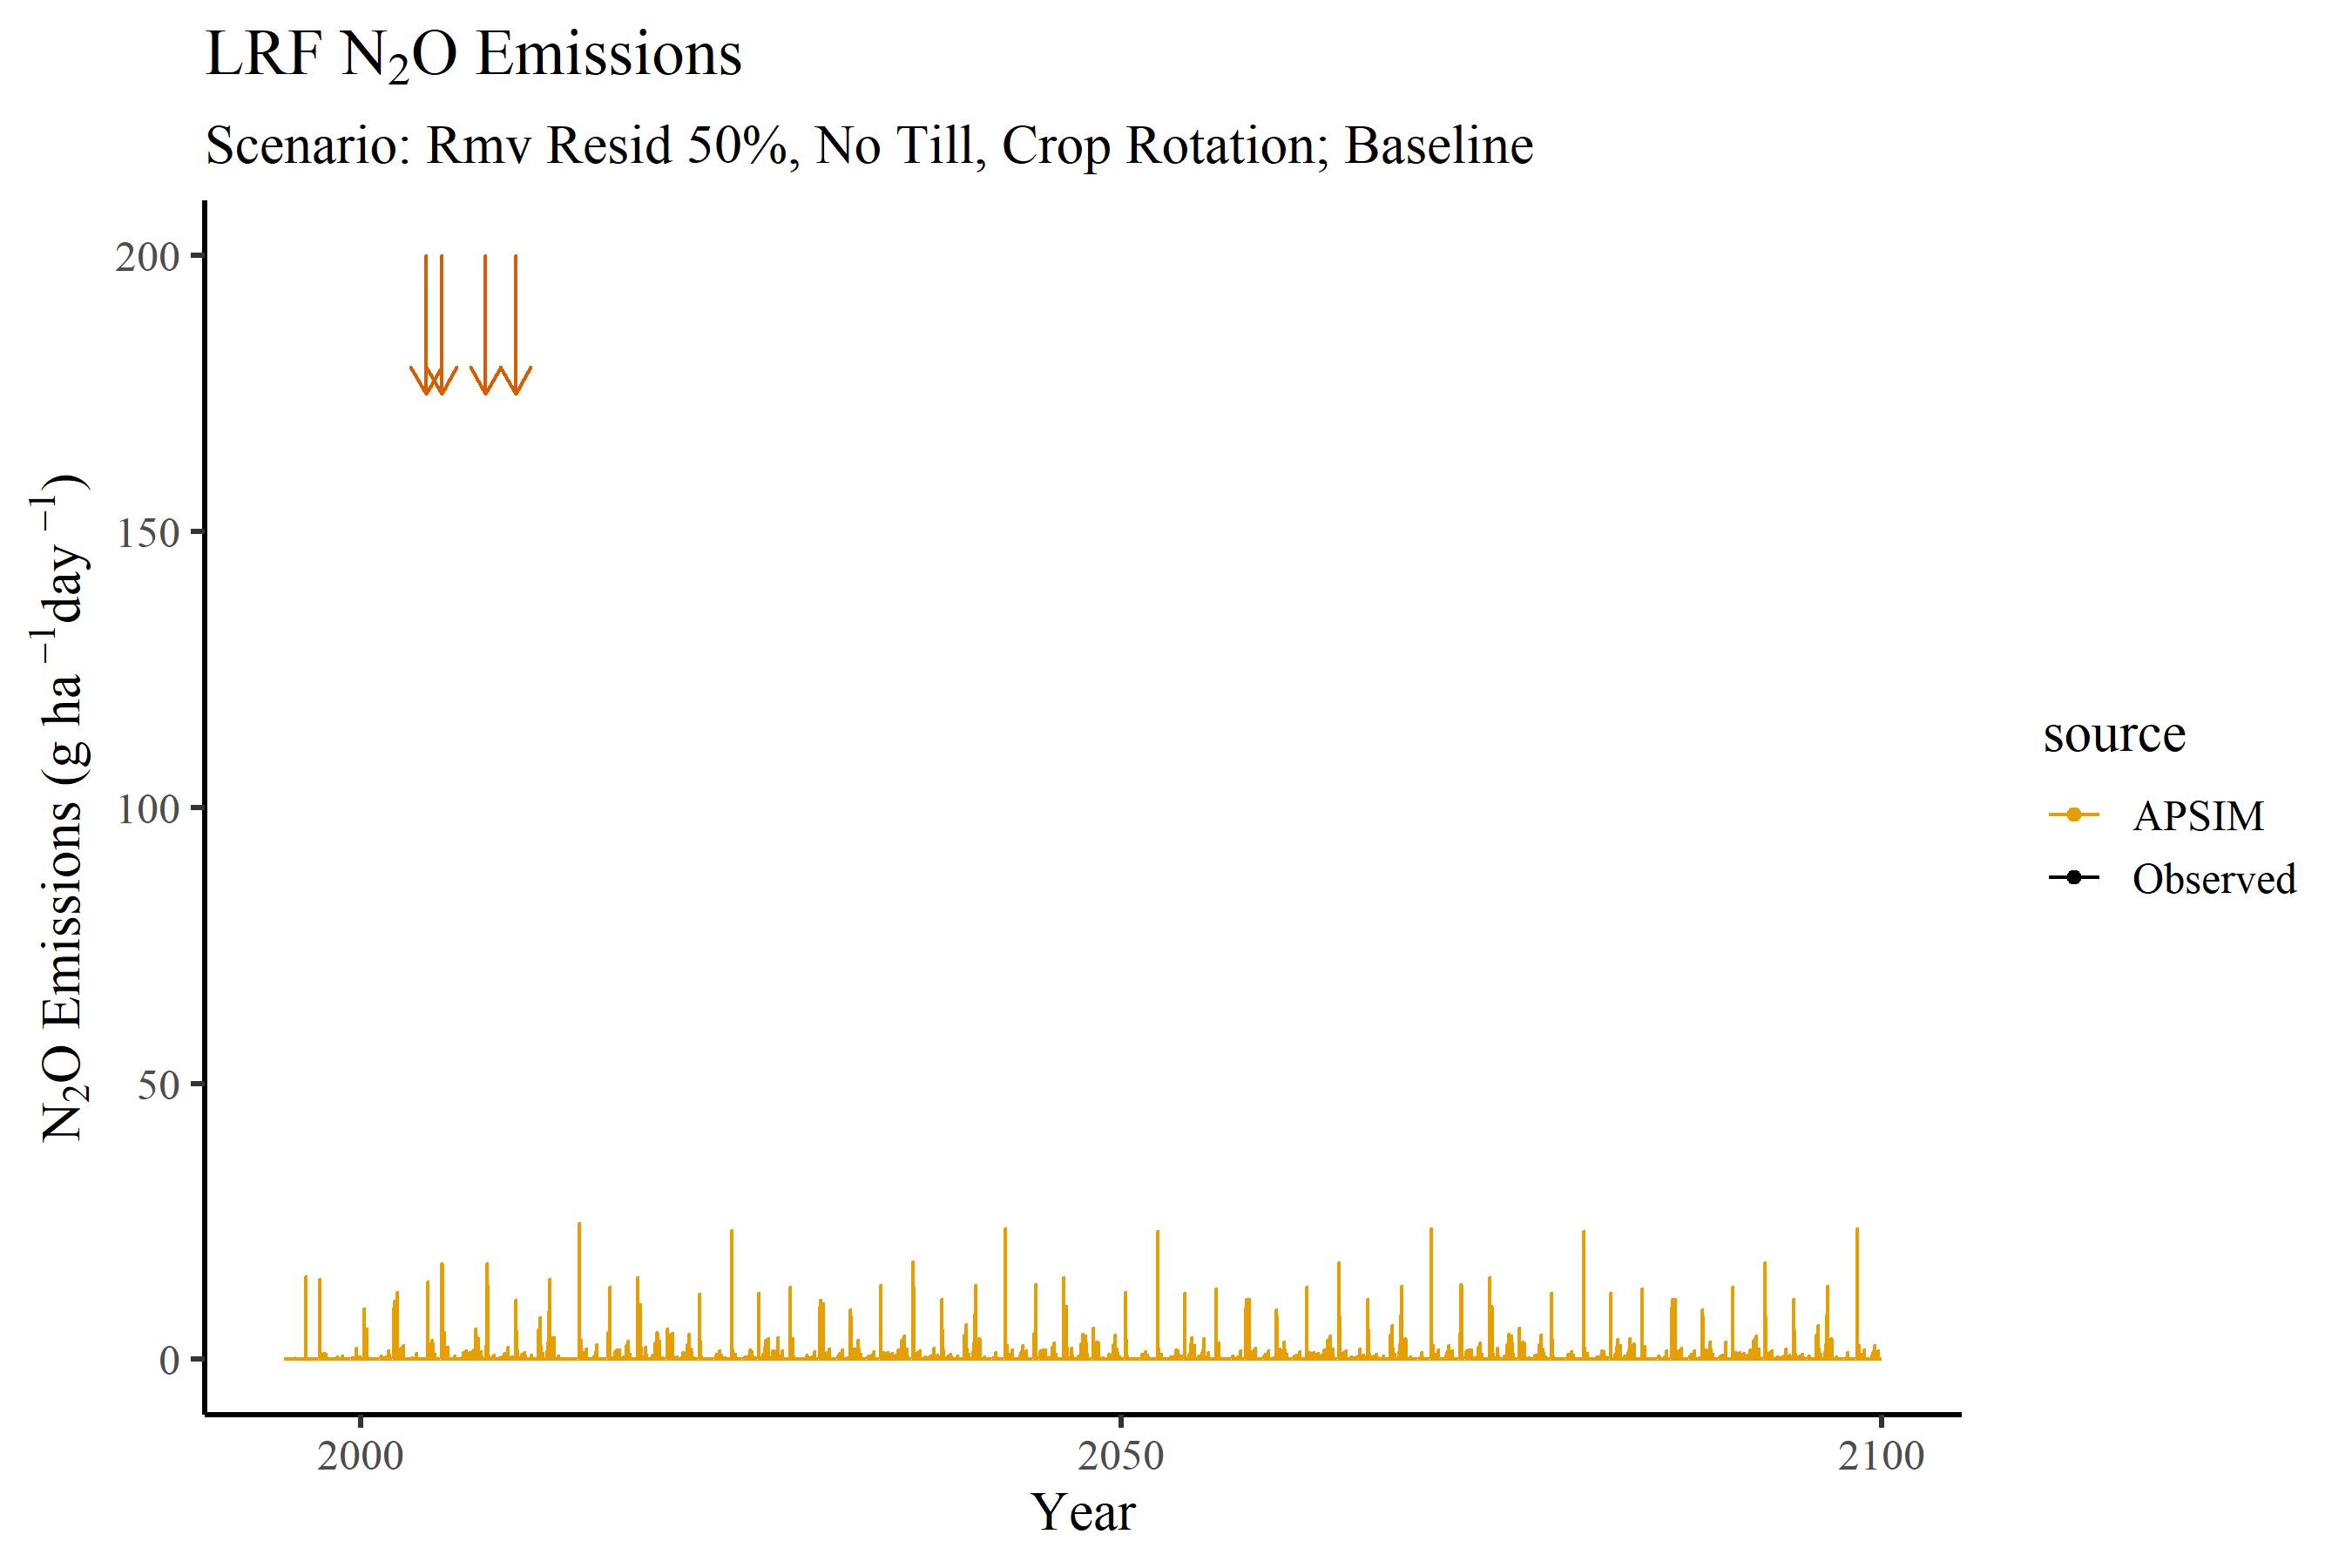 LRF N₂O Emissions
Scenario: Rmv Resid 50%, No Till, Crop Rotation; Baseline
N₂O Emissions (g ha ⁻¹day ⁻¹)
200
150
100
50
0
2000 2050 2100
Year
source
APSIM
Observed